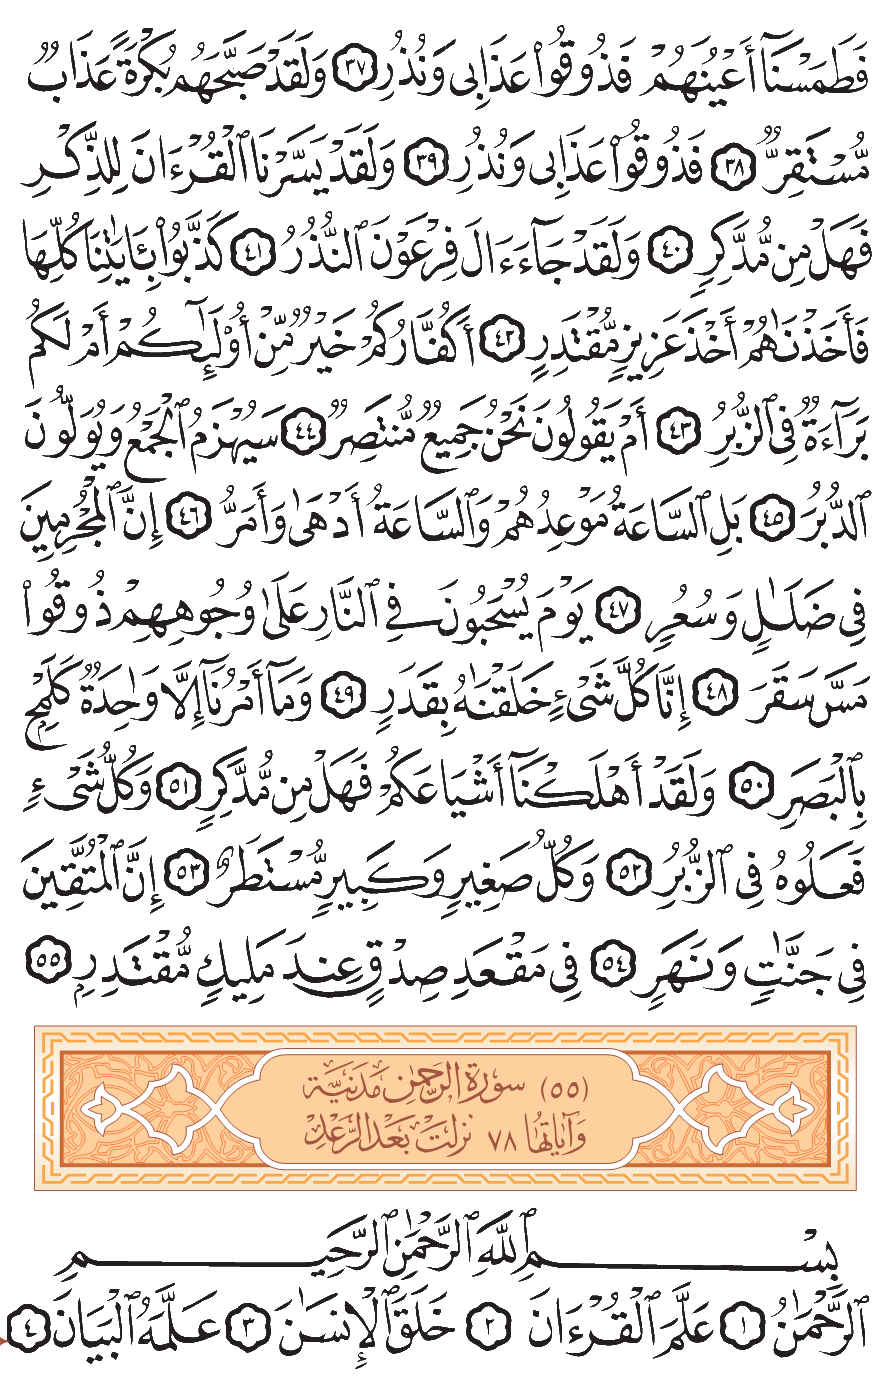 فَطَمَسْنَآ أَعْيُنَهُمْ فَذُوقُوا۟ عَذَابِى وَنُذُرِ ٣٧ وَلَقَدْ صَبَّحَهُم بُكْرَةً عَذَابٌ
مُّسْتَقِرٌّ ٣٨ فَذُوقُوا۟ عَذَابِى وَنُذُرِ ٣٩ وَلَقَدْ يَسَّرْنَا ٱلْقُرْءَانَ لِلذِّكْرِ
فَهَلْ مِن مُّدَّكِرٍ ٤٠ وَلَقَدْ جَآءَ ءَالَ فِرْعَوْنَ ٱلنُّذُرُ ٤١ كَذَّبُوا۟ بِـَٔايَـٰتِنَا كُلِّهَا
فَأَخَذْنَـٰهُمْ أَخْذَ عَزِيزٍ مُّقْتَدِرٍ ٤٢ أَكُفَّارُكُمْ خَيْرٌ مِّنْ أُو۟لَـٰٓئِكُمْ أَمْ لَكُم
بَرَآءَةٌ فِى ٱلزُّبُرِ ٤٣ أَمْ يَقُولُونَ نَحْنُ جَمِيعٌ مُّنتَصِرٌ ٤٤ سَيُهْزَمُ ٱلْجَمْعُ وَيُوَلُّونَ
ٱلدُّبُرَ ٤٥ بَلِ ٱلسَّاعَةُ مَوْعِدُهُمْ وَٱلسَّاعَةُ أَدْهَىٰ وَأَمَرُّ ٤٦ إِنَّ ٱلْمُجْرِمِينَ
فِى ضَلَـٰلٍ وَسُعُرٍ ٤٧ يَوْمَ يُسْحَبُونَ فِى ٱلنَّارِ عَلَىٰ وُجُوهِهِمْ ذُوقُوا۟
مَسَّ سَقَرَ ٤٨ إِنَّا كُلَّ شَىْءٍ خَلَقْنَـٰهُ بِقَدَرٍ ٤٩ وَمَآ أَمْرُنَآ إِلَّا وَٰحِدَةٌ كَلَمْحٍ
بِٱلْبَصَرِ ٥٠ وَلَقَدْ أَهْلَكْنَآ أَشْيَاعَكُمْ فَهَلْ مِن مُّدَّكِرٍ ٥١ وَكُلُّ شَىْءٍ
فَعَلُوهُ فِى ٱلزُّبُرِ ٥٢ وَكُلُّ صَغِيرٍ وَكَبِيرٍ مُّسْتَطَرٌ ٥٣ إِنَّ ٱلْمُتَّقِينَ
فِى جَنَّـٰتٍ وَنَهَرٍ ٥٤ فِى مَقْعَدِ صِدْقٍ عِندَ مَلِيكٍ مُّقْتَدِرٍۭ ٥٥
(٥٥) سورة الرحمن مدنية
وآياتها ٧٨ نزلت بعد الرعد
بِسْمِ ٱللَّهِ ٱلرَّحْمَـٰنِ ٱلرَّحِيمِ
ٱلرَّحْمَـٰنُ ١ عَلَّمَ ٱلْقُرْءَانَ ٢ خَلَقَ ٱلْإِنسَـٰنَ ٣ عَلَّمَهُ ٱلْبَيَانَ ٤